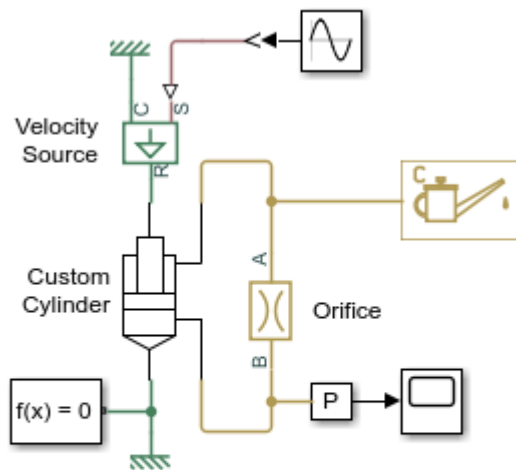 C
S
Velocity
Source
R
C
Custom
Cylinder
A
Orifice
B
P
f(x) = 0